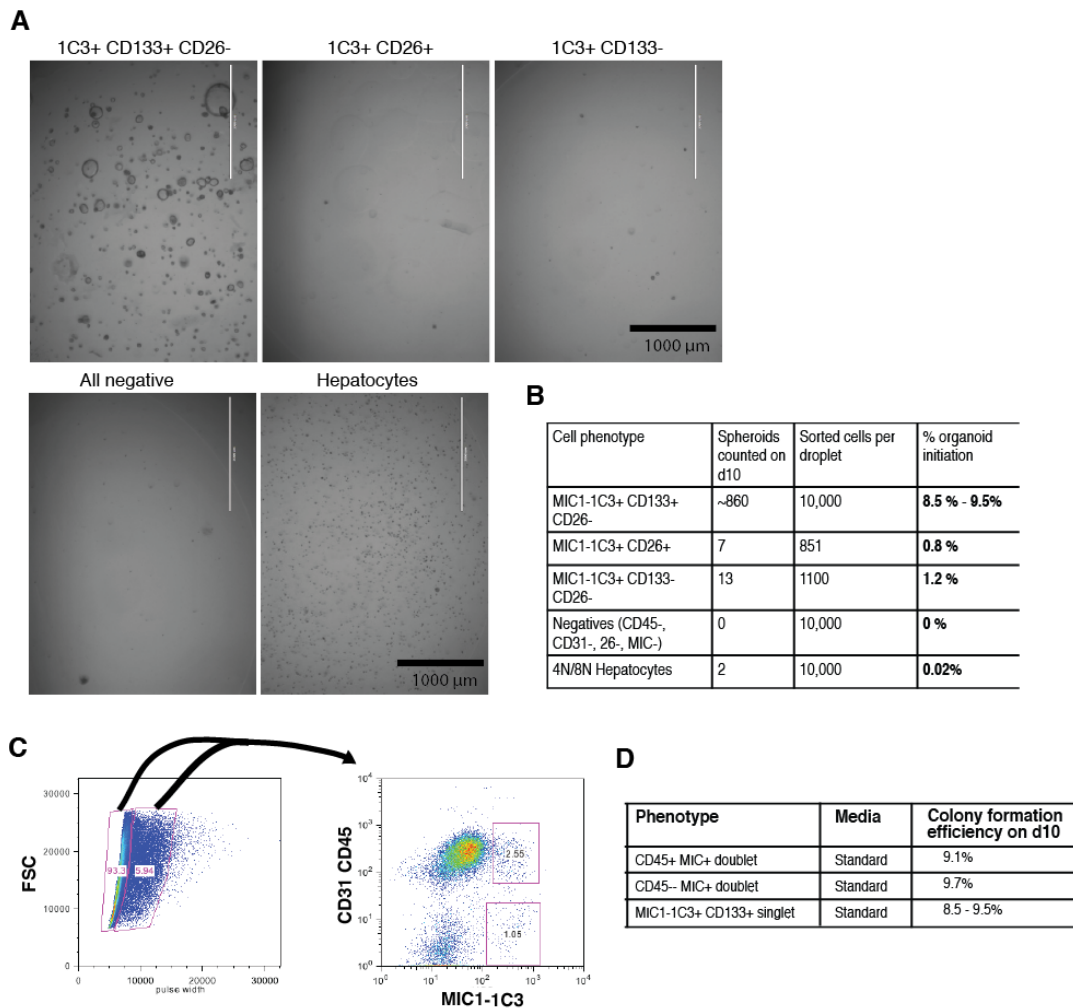 A
1C3+ CD133+ CD26-
1C3+ CD26+
1C3+ CD133-
1000 µm
All negative
Hepatocytes
1000 µm
B
Cell phenotype
Spheroids counted on d10
Sorted cells per droplet
% organoid initiation
MIC1-1C3+ CD133+ CD26-
~860
10,000
8.5 % - 9.5%
MIC1-1C3+ CD26+
7
851
0.8 %
MIC1-1C3+ CD133- CD26-
13
1100
1.2 %
Negatives (CD45-, CD31-, 26-, MIC-)
0
10,000
0 %
4N/8N Hepatocytes
2
10,000
0.02%
C
FSC
30000
20000
10000
0
93.3
5.94
0
10000
20000
30000
pulse width
CD31 CD45
10^4
10^3
10^2
10^1
10^0
2.55
1.05
10^0
10^1
10^2
10^3
10^4
MIC1-1C3
D
Phenotype
Media
Colony formation efficiency on d10
CD45+ MIC+ doublet
Standard
9.1%
CD45-- MIC+ doublet
Standard
9.7%
MIC1-1C3+ CD133+ singlet
Standard
8.5 - 9.5%